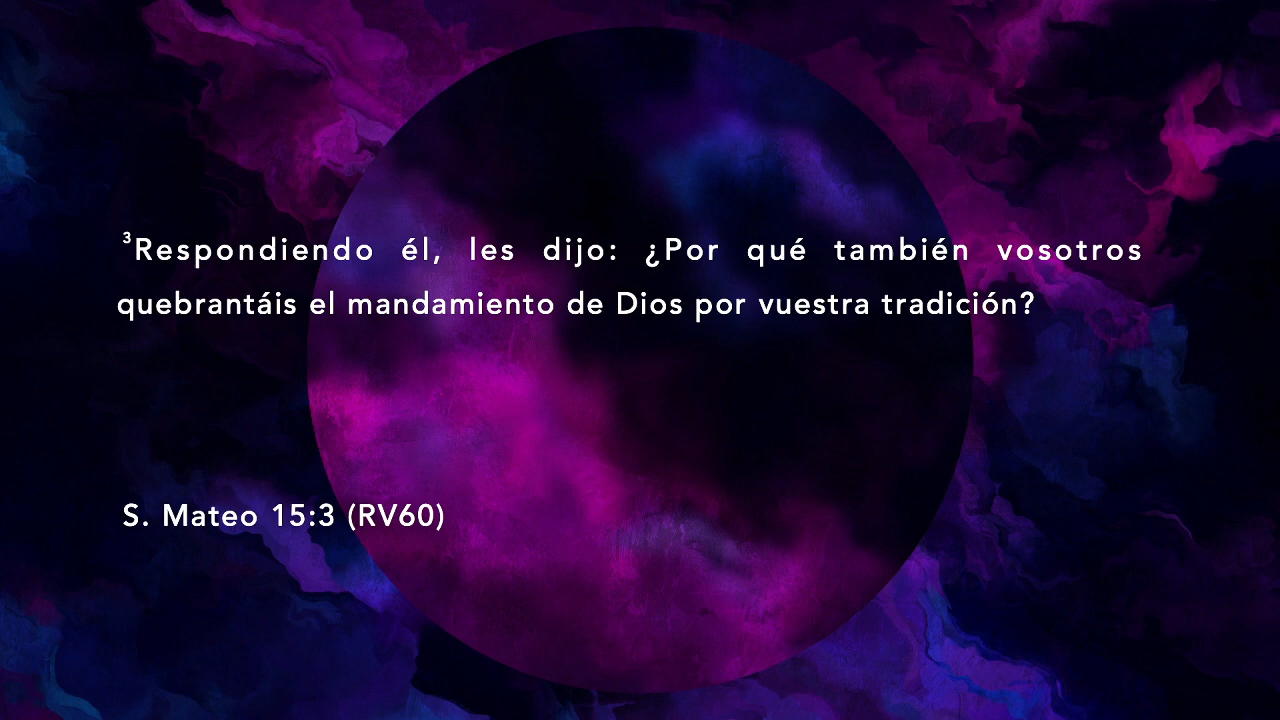 ³Respondiendo él, les dijo: ¿Por qué también vosotros
quebrantáis el mandamiento de Dios por vuestra tradición?
S. Mateo 15:3 (RV60)